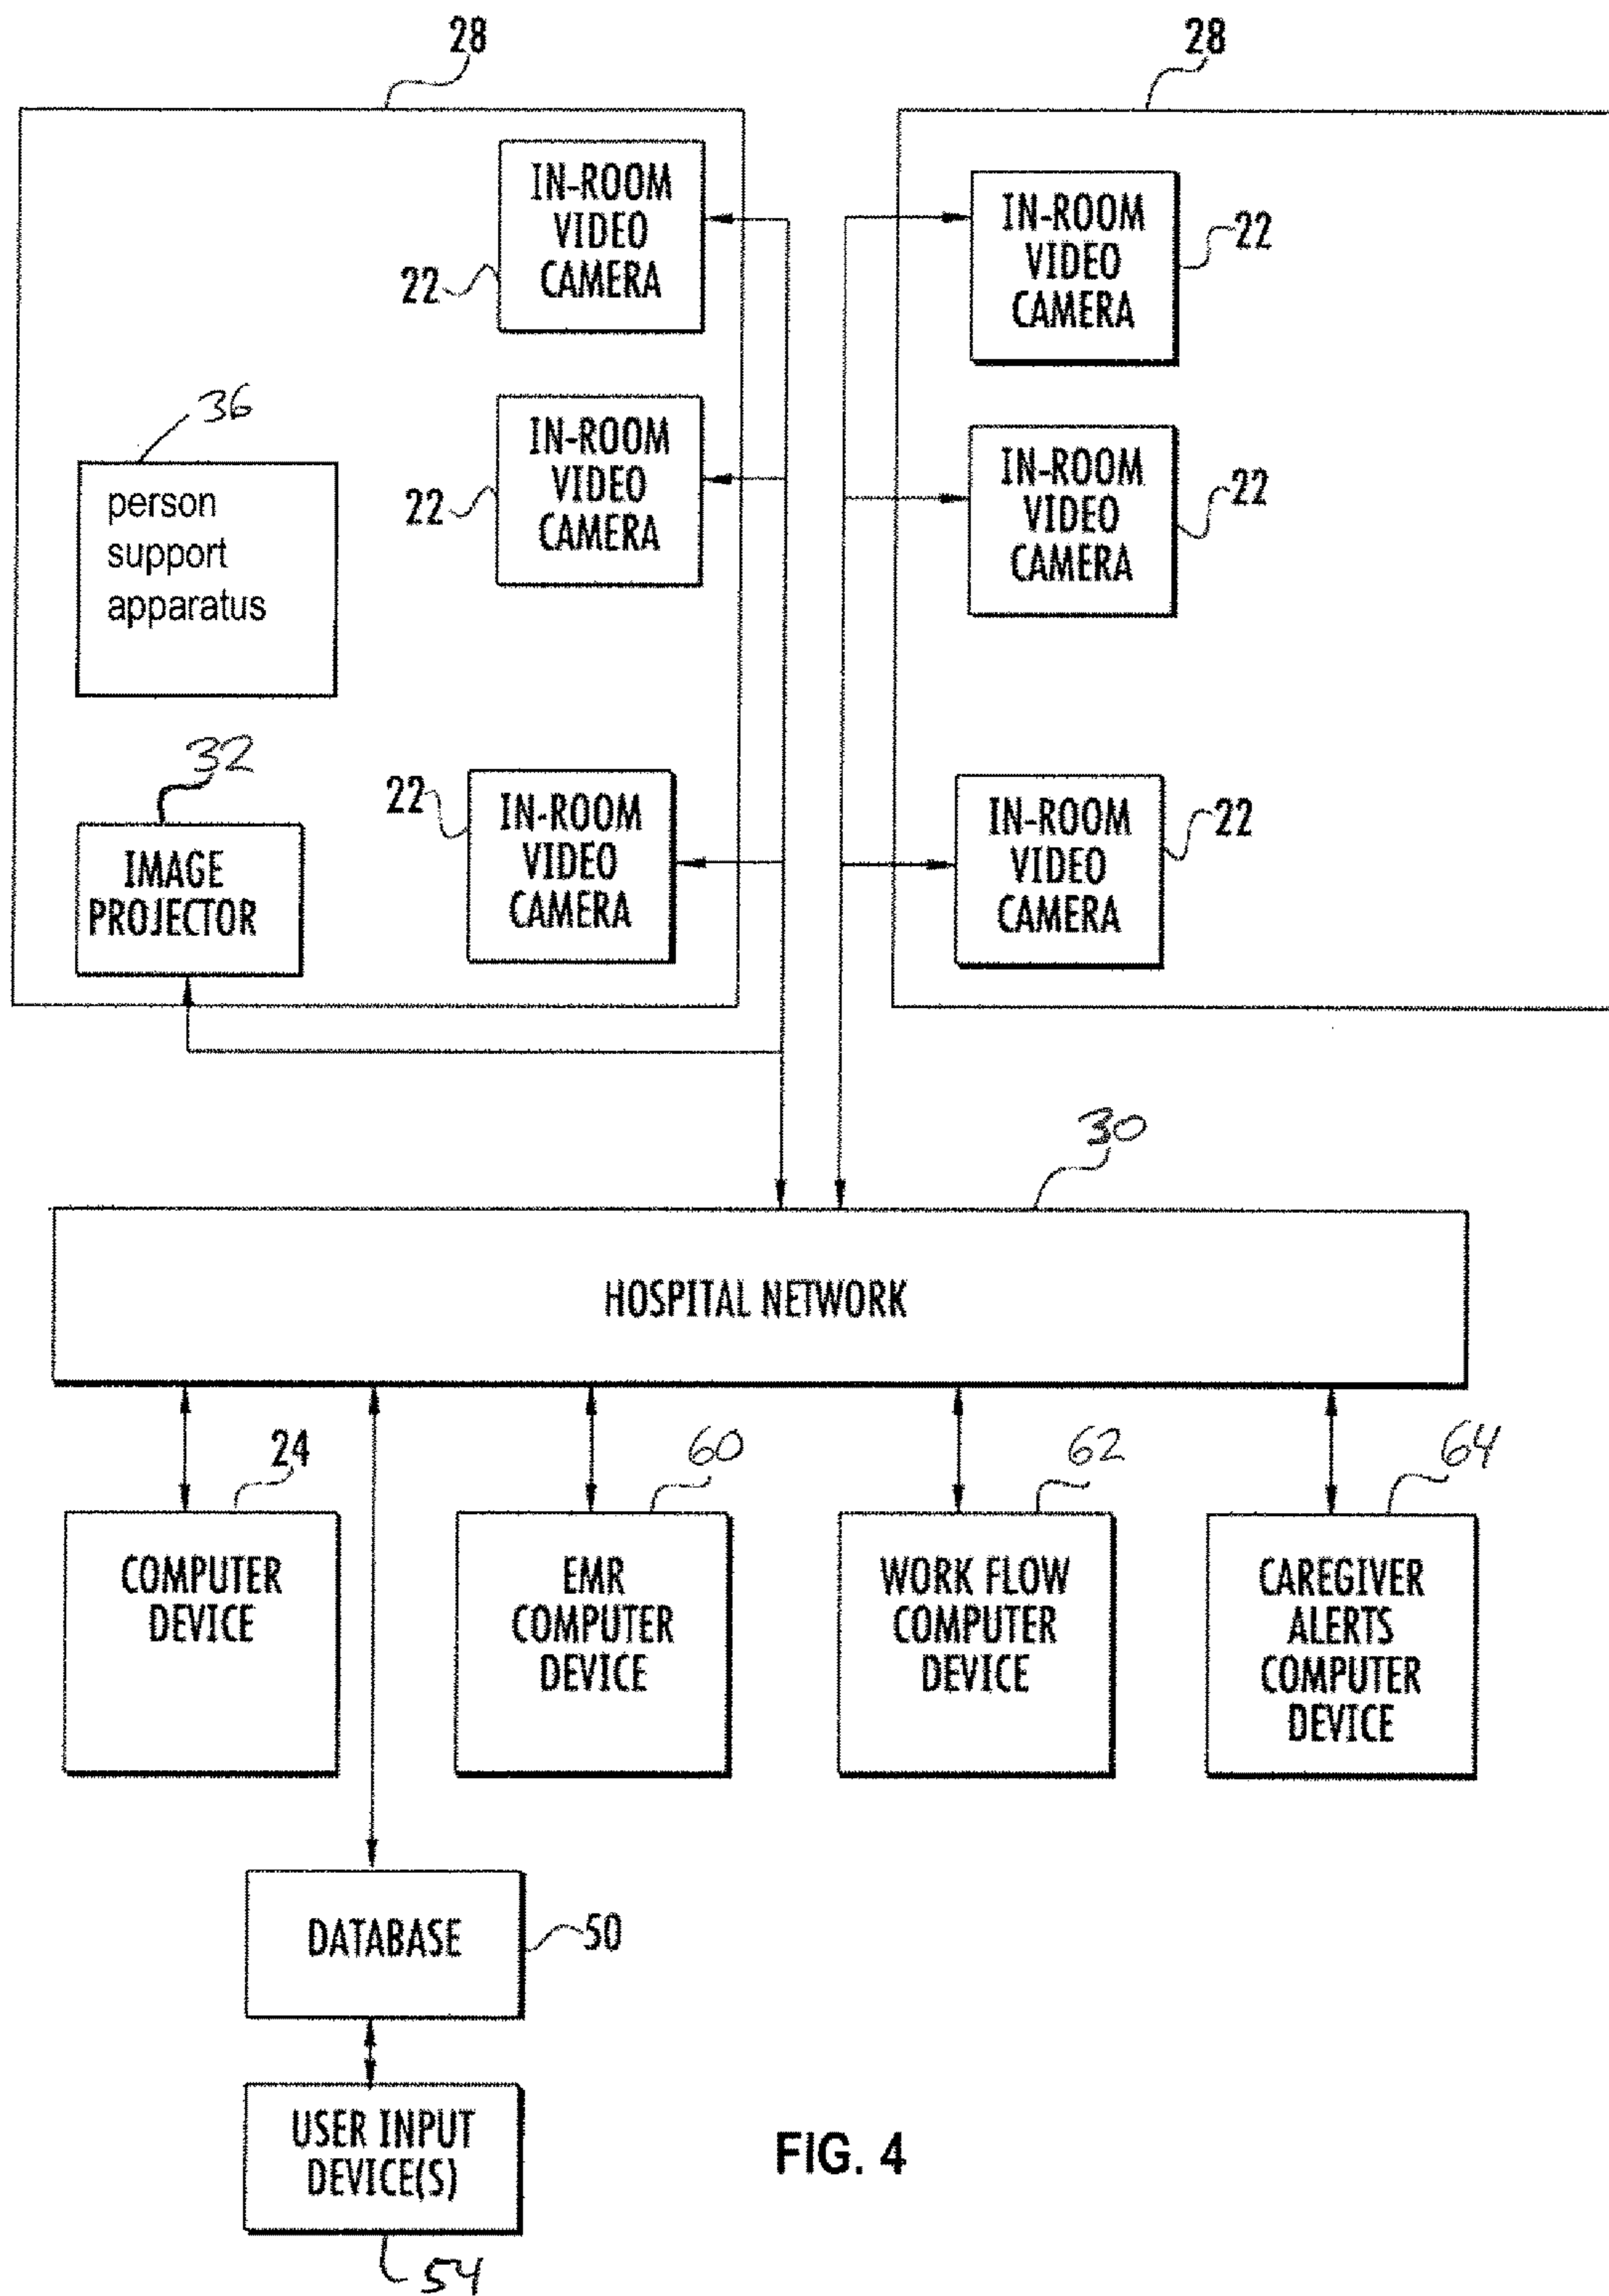 28
28
IN-ROOM
VIDEO
CAMERA
22
IN-ROOM
VIDEO
CAMERA
22
36
person
support
apparatus
IN-ROOM
VIDEO
CAMERA
22
IN-ROOM
VIDEO
CAMERA
22
32
IMAGE
PROJECTOR
22
IN-ROOM
VIDEO
CAMERA
IN-ROOM
VIDEO
CAMERA
22
30
HOSPITAL NETWORK
24
COMPUTER
DEVICE
60
EMR
COMPUTER
DEVICE
62
WORK FLOW
COMPUTER
DEVICE
64
CAREGIVER
ALERTS
COMPUTER
DEVICE
DATABASE
50
USER INPUT
DEVICE(S)
54
FIG. 4